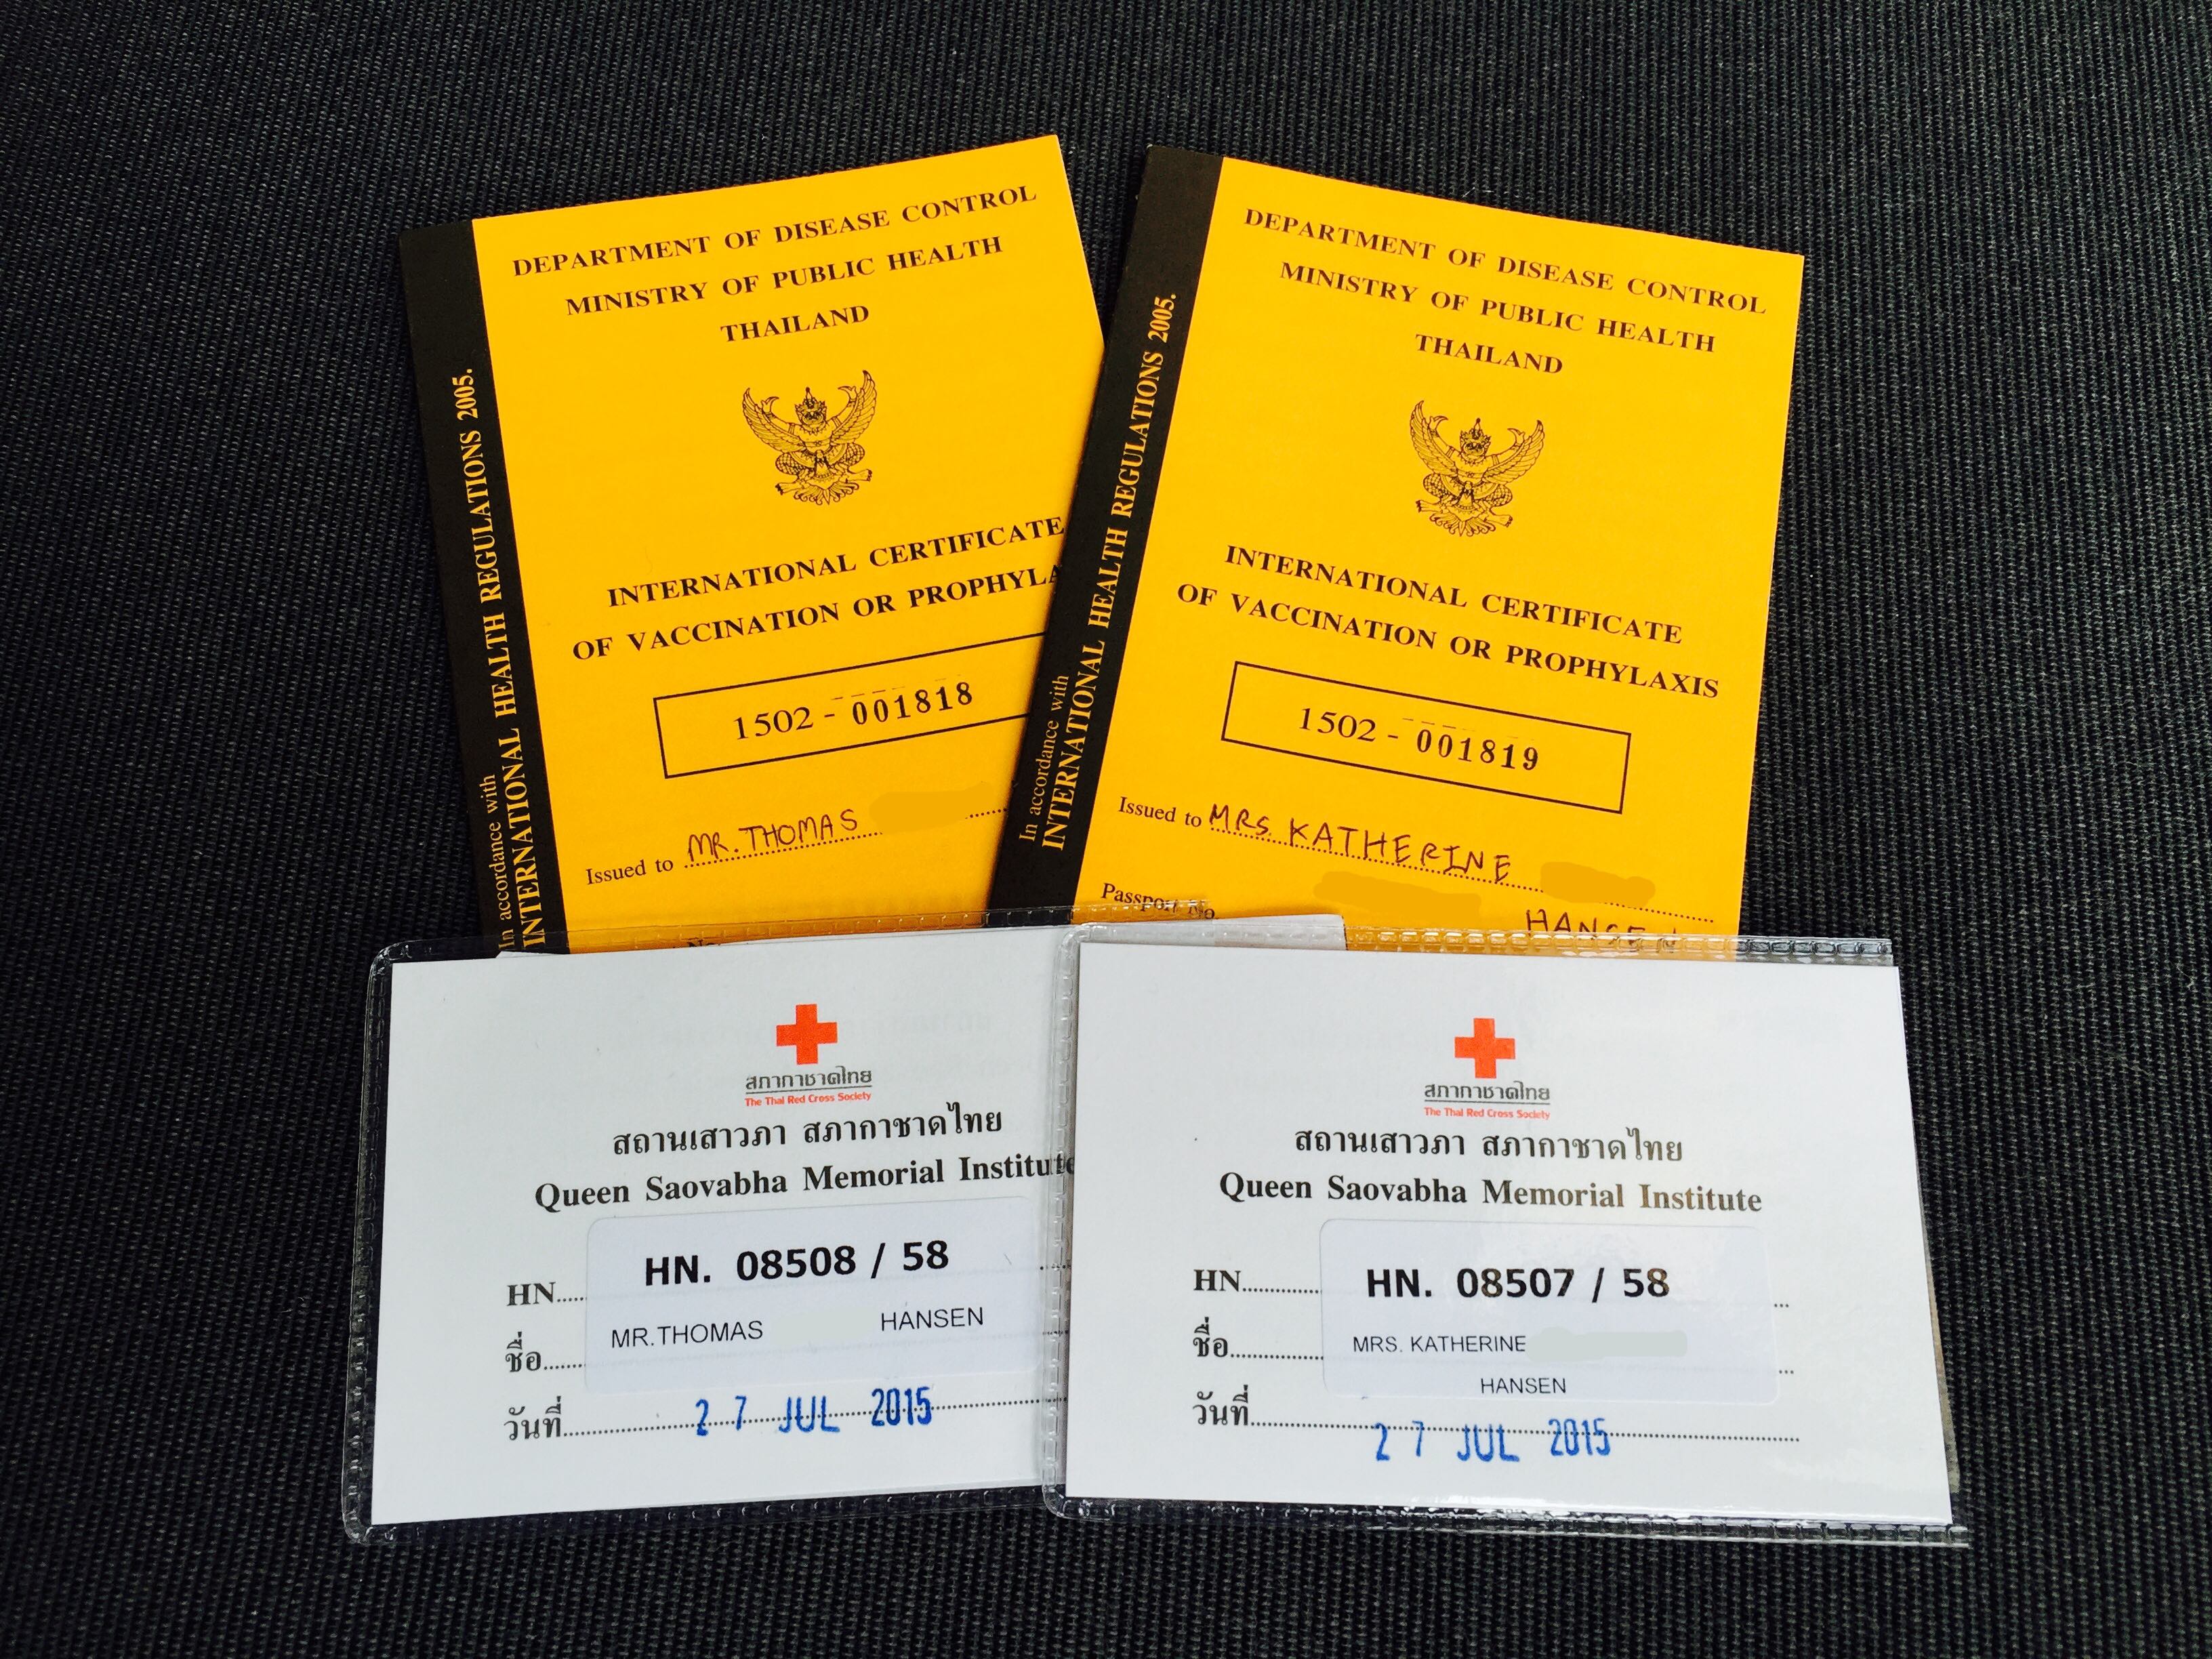 DEPARTMENT OF DISEASE CONTROL
MINISTRY OF PUBLIC HEALTH
THAILAND
INTERNATIONAL CERTIFICATE
OF VACCINATION OR
1502 - 001818
Issued to MR. THOMAS
In accordance with
INTERNATIONAL HEALTH REGULATIONS 2005.
DEPARTMENT OF DISEASE CONTROL
MINISTRY OF PUBLIC HEALTH
THAILAND
INTERNATIONAL CERTIFICATE
OF VACCINATION OR PROPHYLAXIS
1502 - 001819
Issued to MRS. KATHERINE
Passport No.
HANSEN
In accordance with
INTERNATIONAL HEALTH REGULATIONS 2005.
สภากาชาดไทย
The Thai Red Cross Society
สถานเสาวภา สภากาชาดไทย
Queen Saovabha Memorial Institute
HN. 08508 / 58
HN
MR.THOMAS HANSEN
ชื่อ
วันที่ 27 JUL 2015
สภากาชาดไทย
The Thai Red Cross Society
สถานเสาวภา สภากาชาดไทย
Queen Saovabha Memorial Institute
HN. 08507 / 58
HN
MRS. KATHERINE
ชื่อ
HANSEN
วันที่ 27 JUL 2015